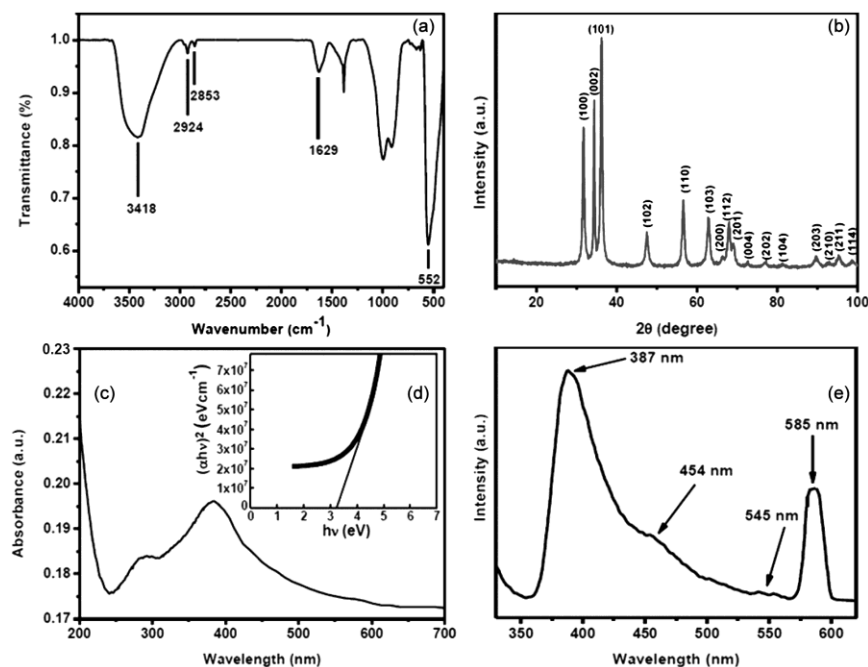 (a)
Transmittance (%)
1.0
0.9
0.8
0.7
0.6
3418
2924
2853
1629
552
4000 3500 3000 2500 2000 1500 1000 500
Wavenumber (cm⁻¹)
(b)
Intensity (a.u.)
(100)
(002)
(101)
(102)
(110)
(103)
(200)
(112)
(201)
(004)
(202)
(104)
(203)
(210)
(211)
(114)
20 40 60 80 100
2θ (degree)
(c)
Absorbance (a.u.)
0.23
0.22
0.21
0.20
0.19
0.18
0.17
200 300 400 500 600 700
Wavelength (nm)
(d)
(αhν)² (eVcm⁻¹)
7x10⁷
6x10⁷
5x10⁷
4x10⁷
3x10⁷
2x10⁷
1x10⁷
0
0 1 2 3 4 5 6 7
hν (eV)
(e)
Intensity (a.u.)
387 nm
454 nm
545 nm
585 nm
350 400 450 500 550 600
Wavelength (nm)